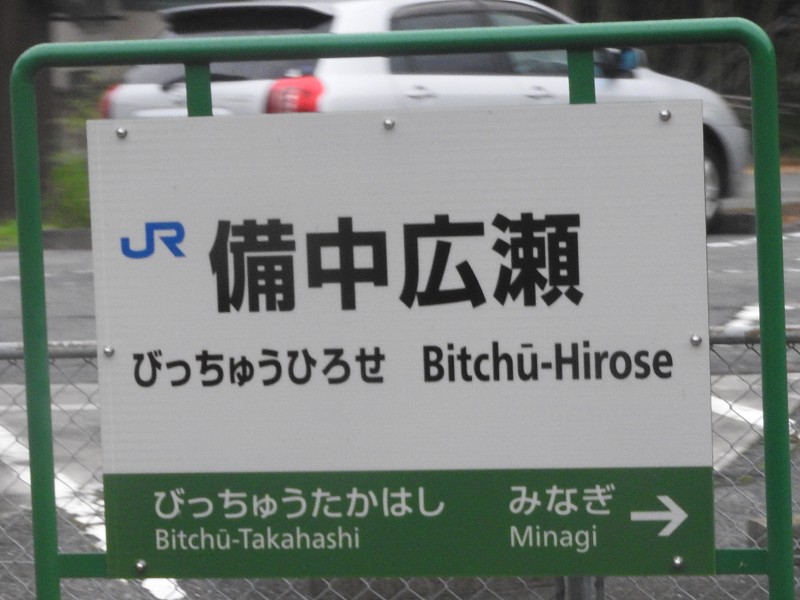 JR 備中広瀬
びっちゅうひろせ Bitchū-Hirose
びっちゅうたかはし みなぎ →
Bitchū-Takahashi Minagi